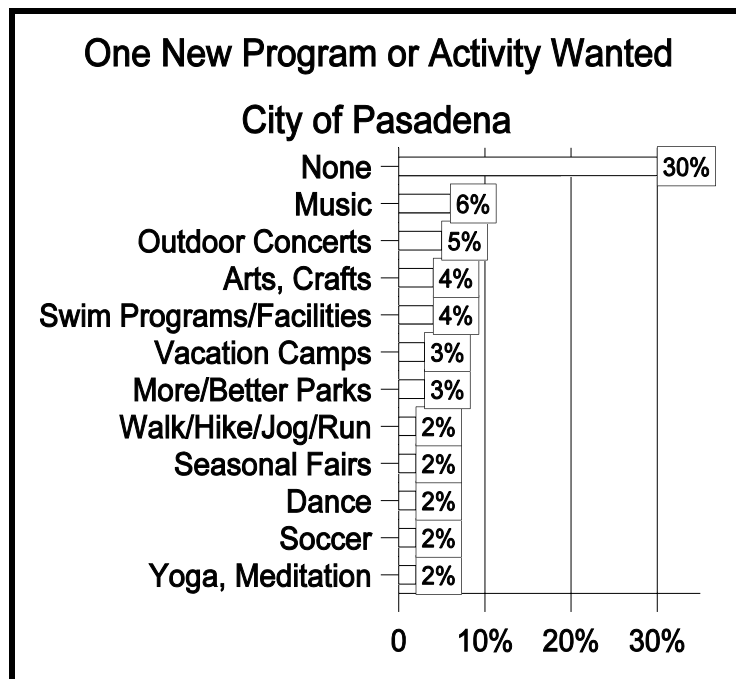 One New Program or Activity Wanted
City of Pasadena
None 30%
Music 6%
Outdoor Concerts 5%
Arts, Crafts 4%
Swim Programs/Facilities 4%
Vacation Camps 3%
More/Better Parks 3%
Walk/Hike/Jog/Run 2%
Seasonal Fairs 2%
Dance 2%
Soccer 2%
Yoga, Meditation 2%
0 10% 20% 30%